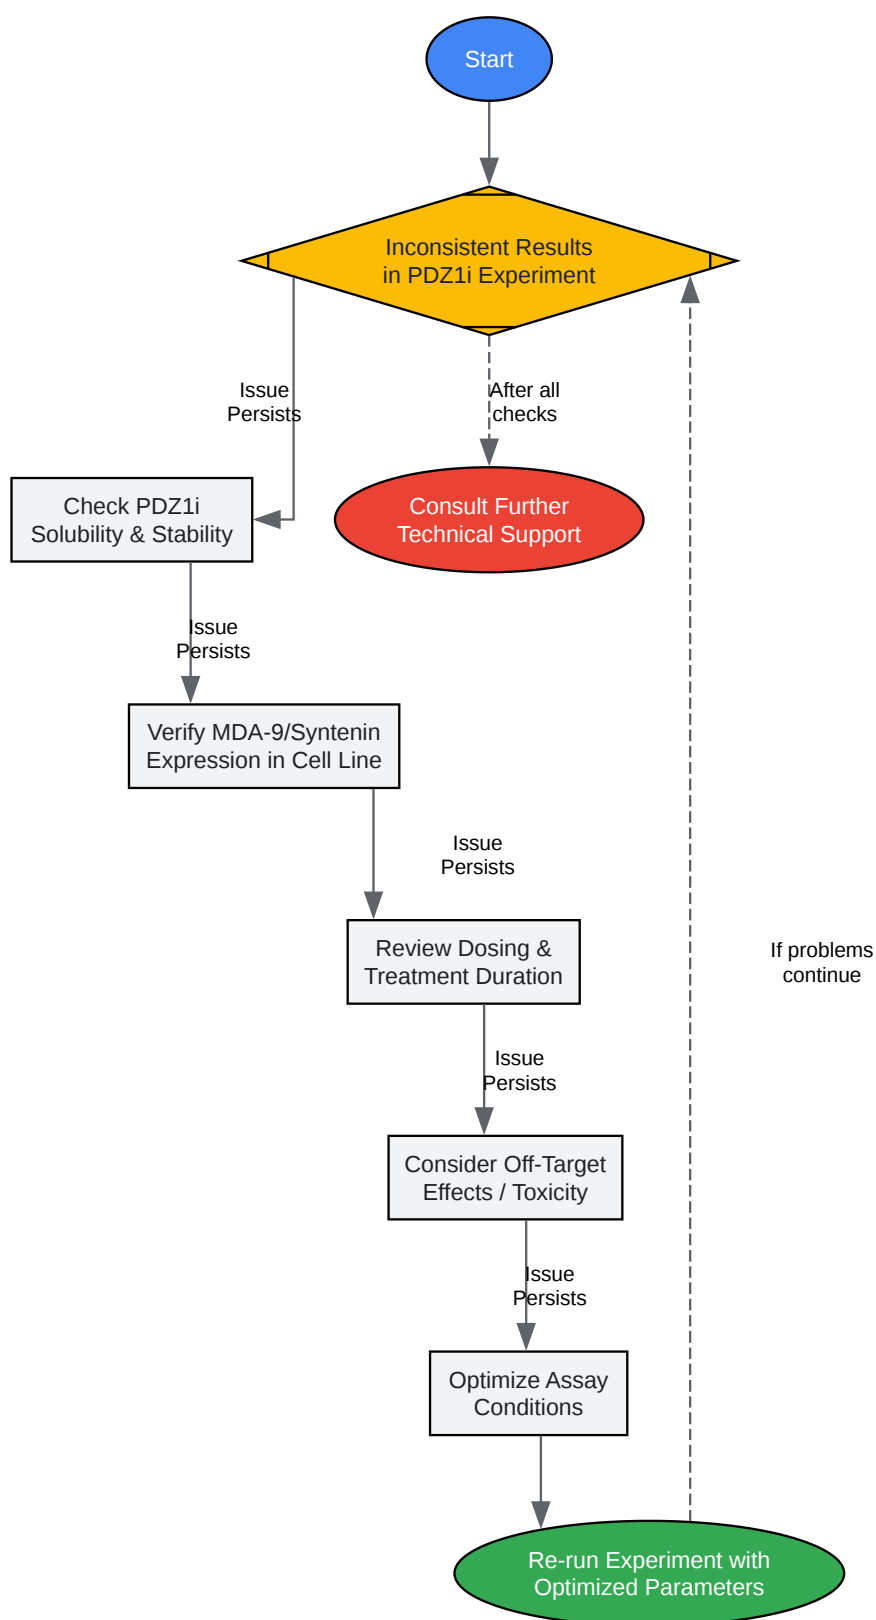 Start
Inconsistent Results
in PDZ1i Experiment
Issue
Persists
After all
checks
Check PDZ1i
Solubility & Stability
Consult Further
Technical Support
Issue
Persists
Verify MDA-9/Syntenin
Expression in Cell Line
Issue
Persists
Review Dosing &
Treatment Duration
If problems
continue
Issue
Persists
Consider Off-Target
Effects / Toxicity
Issue
Persists
Optimize Assay
Conditions
Re-run Experiment with
Optimized Parameters